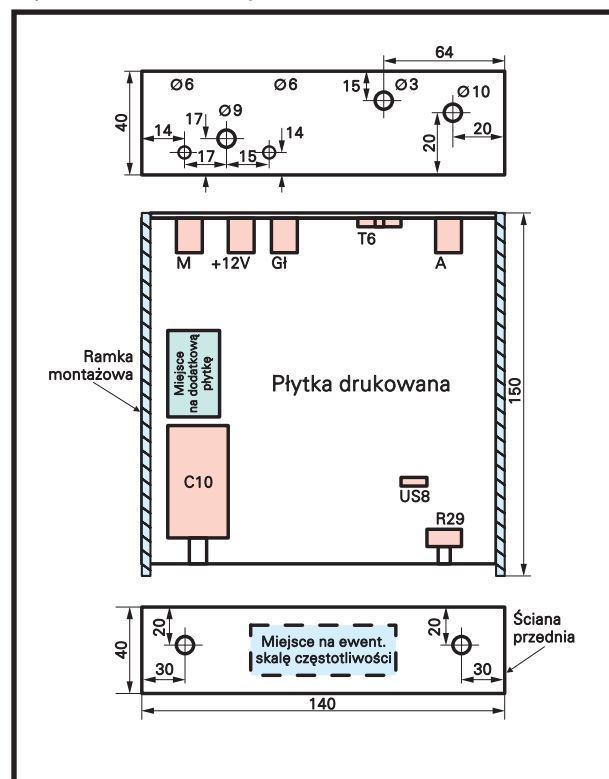 64
Ø6
Ø6
15
Ø3
Ø10
40
17
Ø9
14
14
20
20
17
15
M
+12V
Gł
T6
A
Ramka
montażowa
Miejsce
na dodatkową
płytkę
Płytka drukowana
150
C10
US8
R29
20
Miejsce na ewent.
skalę częstotliwości
20
Ściana
przednia
40
30
30
140